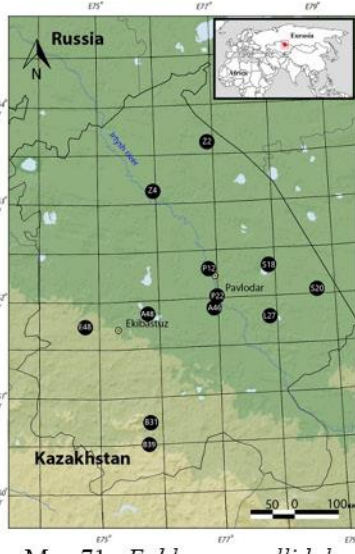 E75° E77° E79°
Russia
N
Eurasia
Africa
Irtysh river
Z2
Z4
P12
S18
Pavlodar
P22
S20
A46
L27
A48
E48
Ekibastuz
B31
B39
Kazakhstan
50 0 100
E75° E77°